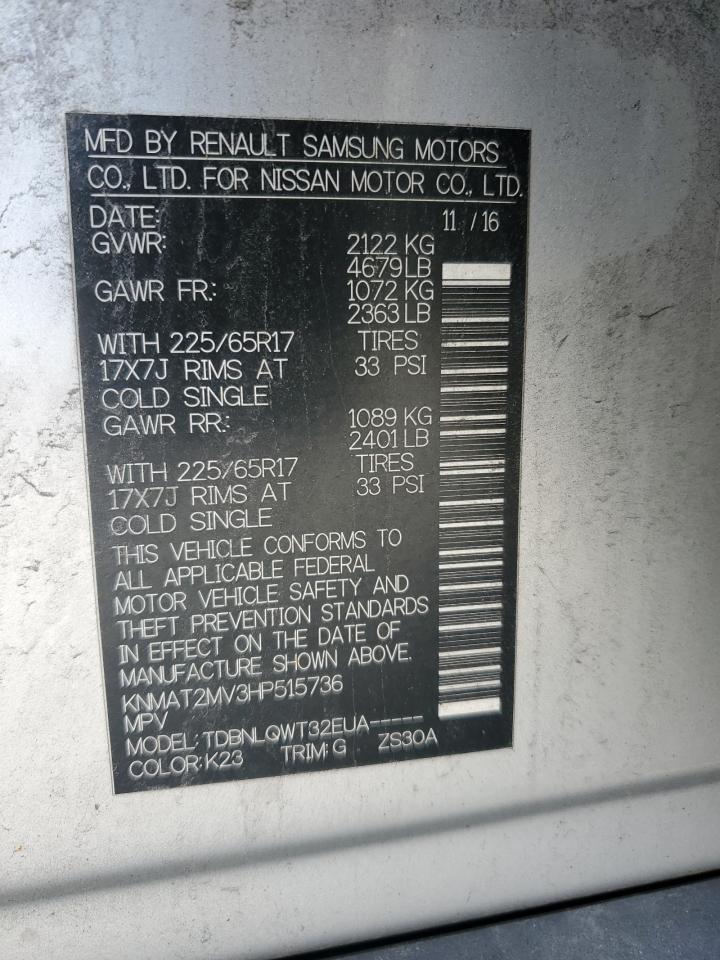 MFD BY RENAULT SAMSUNG MOTORS
CO., LTD. FOR NISSAN MOTOR CO., LTD.
DATE: 11 / 16
GVWR: 2122 KG
4679 LB
GAWR FR.: 1072 KG
2363 LB
WITH 225/65R17 TIRES
17X7J RIMS AT 33 PSI
COLD SINGLE
GAWR RR.: 1089 KG
2401 LB
WITH 225/65R17 TIRES
17X7J RIMS AT 33 PSI
COLD SINGLE
THIS VEHICLE CONFORMS TO
ALL APPLICABLE FEDERAL
MOTOR VEHICLE SAFETY AND
THEFT PREVENTION STANDARDS
IN EFFECT ON THE DATE OF
MANUFACTURE SHOWN ABOVE.
KNMAT2MV3HP515736
MPV
MODEL: TDBNLQWT32EUA-----
COLOR: K23 TRIM: G ZS30A